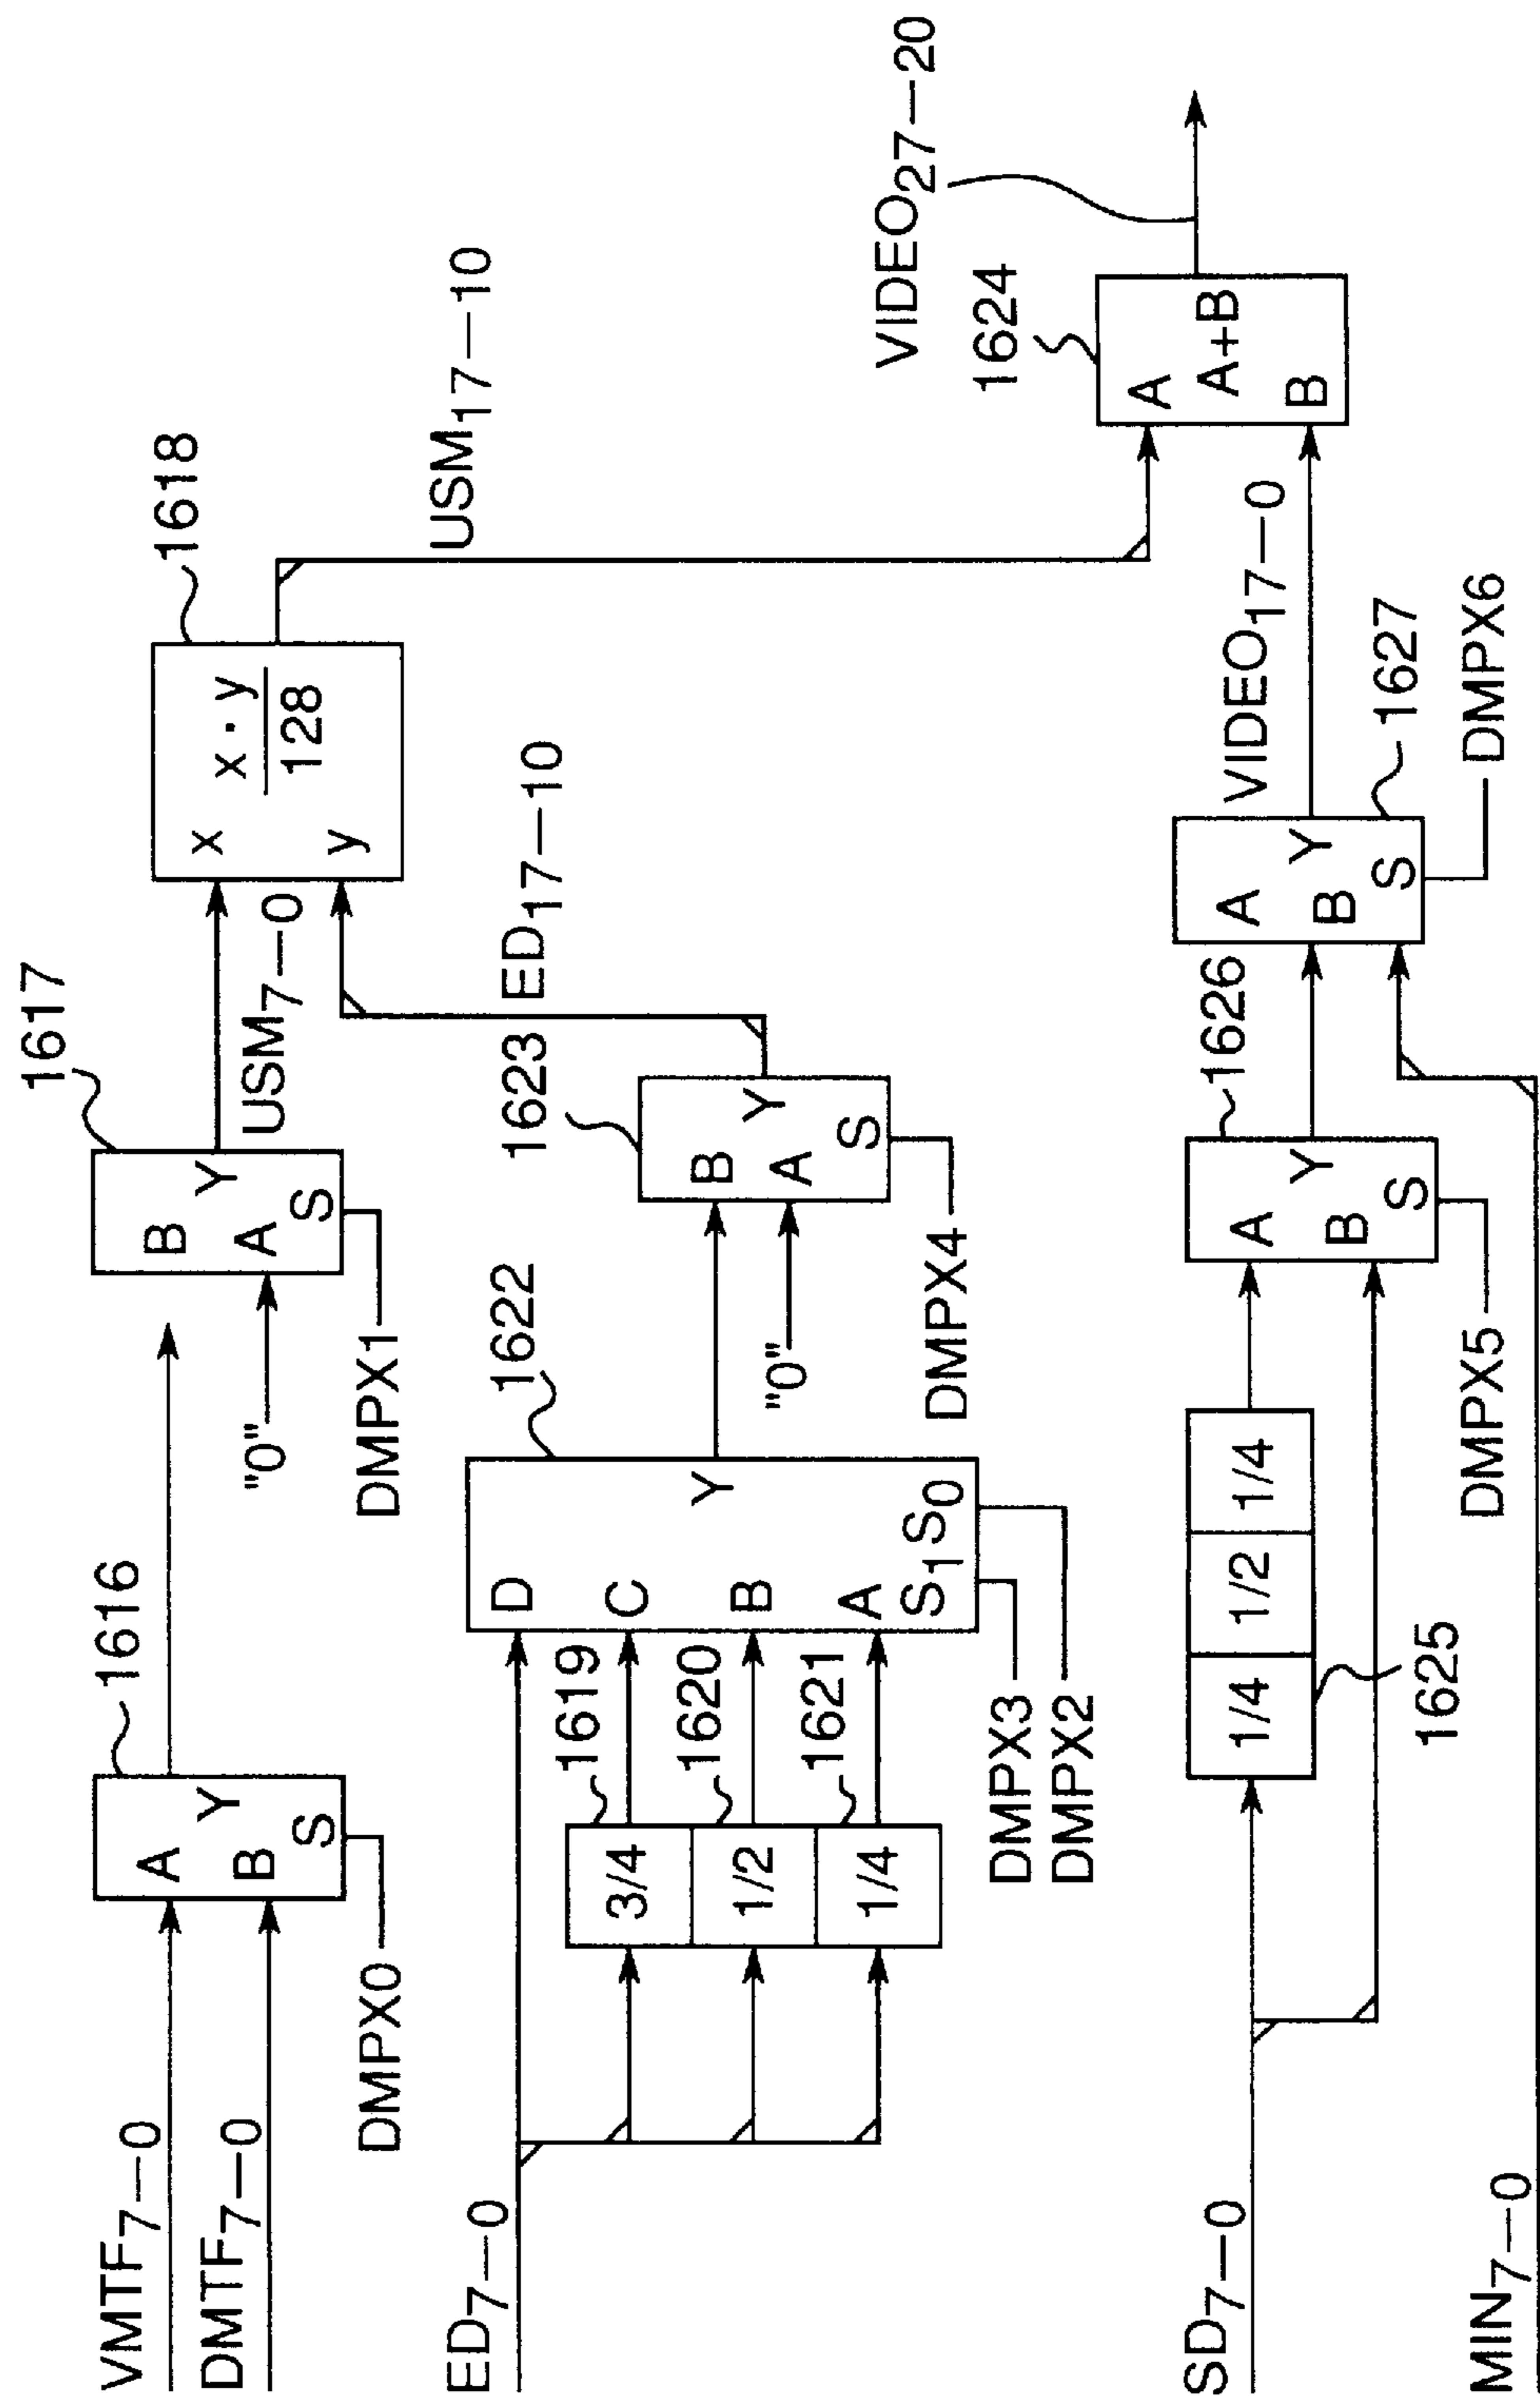 VMTF7—0
DMTF7—0
A
B
Y
S
1616
DMPX0
B
A
Y
S
1617
"0"
DMPX1
USM7—0
x
y
x · y
128
1618
USM17—10
ED7—0
3/4
1619
1/2
1620
1/4
1621
D
C
B
A
Y
S1 S0
1622
DMPX3
DMPX2
B
A
Y
S
1623
"0"
DMPX4
ED17—10
SD7—0
1/4
1/2
1/4
1625
A
B
Y
S
1626
DMPX5
MIN7—0
A
B
Y
S
1627
DMPX6
VIDEO17—0
A
A+B
B
1624
VIDEO27—20